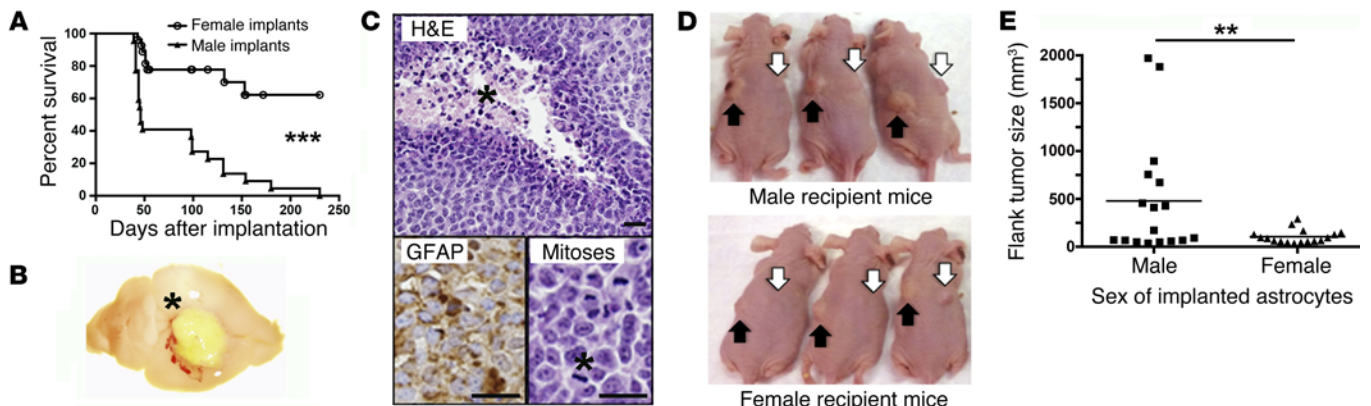 A
Female implants
Male implants
100
80
60
40
20
0
Percent survival
***
0 50 100 150 200 250
Days after implantation
B
*
C
H&E
*
GFAP
Mitoses
*
D
Male recipient mice
Female recipient mice
E
**
2000
1500
1000
500
0
Flank tumor size (mm³)
Male Female
Sex of implanted astrocytes